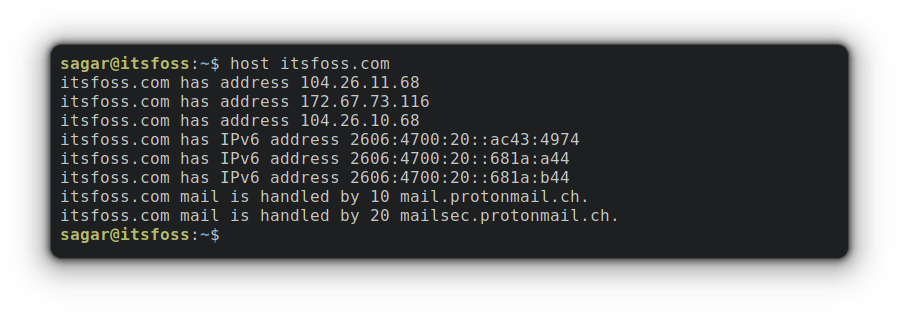 sagar@itsfoss:~$ host itsfoss.com
itsfoss.com has address 104.26.11.68
itsfoss.com has address 172.67.73.116
itsfoss.com has address 104.26.10.68
itsfoss.com has IPv6 address 2606:4700:20::ac43:4974
itsfoss.com has IPv6 address 2606:4700:20::681a:a44
itsfoss.com has IPv6 address 2606:4700:20::681a:b44
itsfoss.com mail is handled by 10 mail.protonmail.ch.
itsfoss.com mail is handled by 20 mailsec.protonmail.ch.
sagar@itsfoss:~$